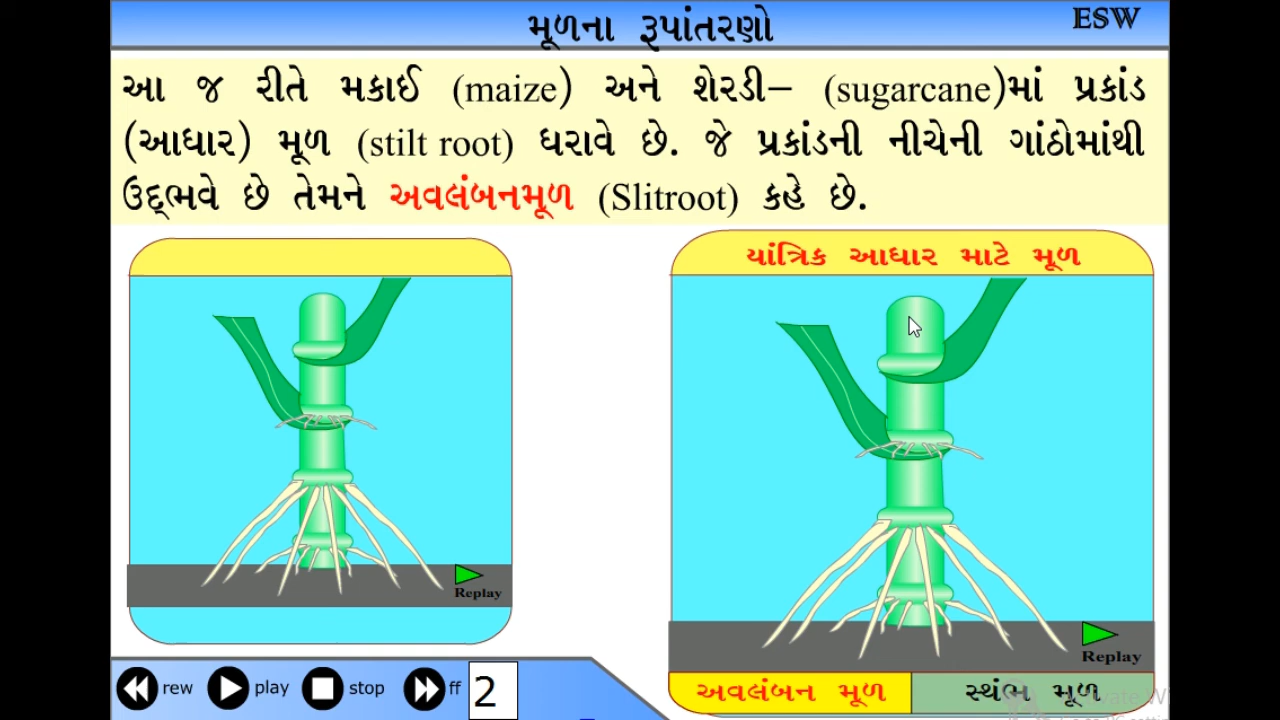 મૂળના રૂપાંતરણો
ESW
આ જ રીતે મકાઈ (maize) અને શેરડી– (sugarcane)માં પ્રકાંડ
(આધાર) મૂળ (stilt root) ધરાવે છે. જે પ્રકાંડની નીચેની ગાંઠોમાંથી
ઉદ્ભવે છે તેમને અવલંબનમૂળ (Slitroot) કહે છે.
યાંત્રિક આધાર માટે મૂળ
Replay
Replay
અવલંબન મૂળ
સ્થંભ મૂળ
rew
play
stop
ff
2